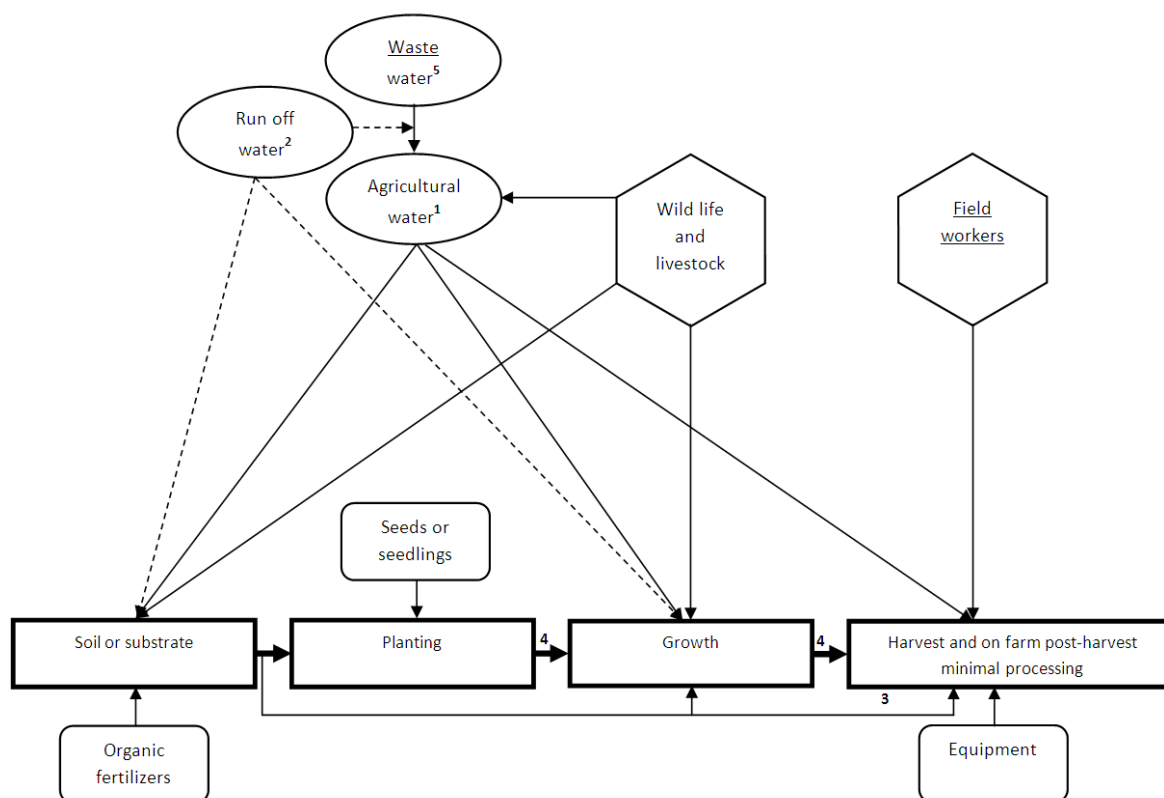 Waste
water5
Run off
water2
Agricultural
water1
Wild life
and
livestock
Field
workers
Seeds or
seedlings
Soil or substrate
Planting
4
Growth
4
Harvest and on farm post-harvest
minimal processing
3
Organic
fertilizers
Equipment